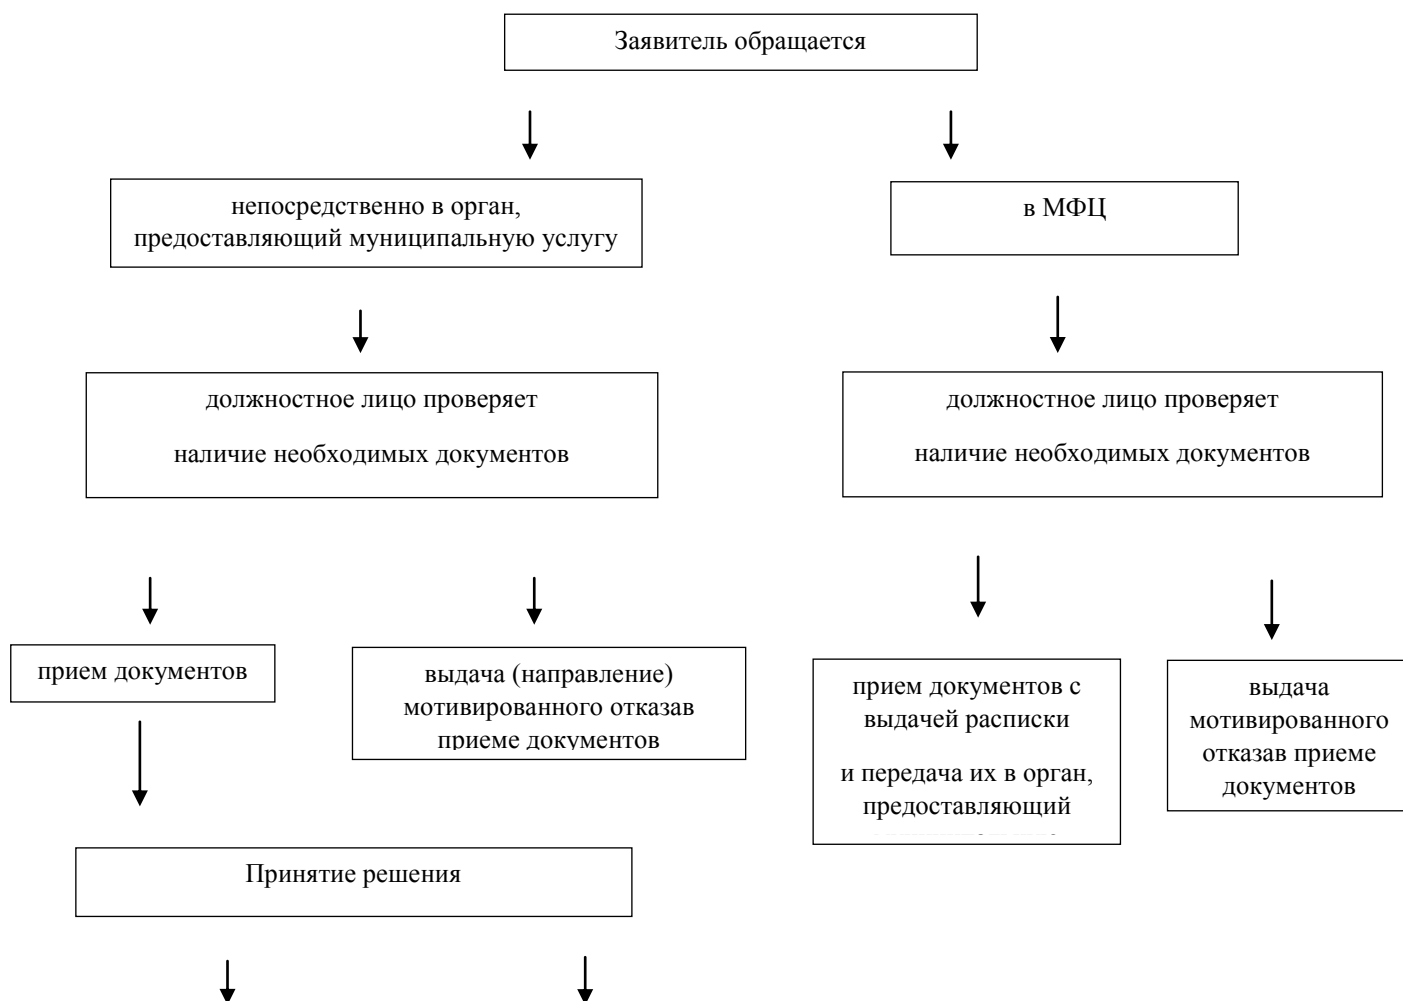 Заявитель обращается
непосредственно в орган,
предоставляющий муниципальную услугу
в МФЦ
должностное лицо проверяет
наличие необходимых документов
должностное лицо проверяет
наличие необходимых документов
прием документов
выдача (направление)
мотивированного отказав
приеме документов
прием документов с
выдачей расписки
и передача их в орган,
предоставляющий
выдача
мотивированного
отказав приеме
документов
Принятие решения